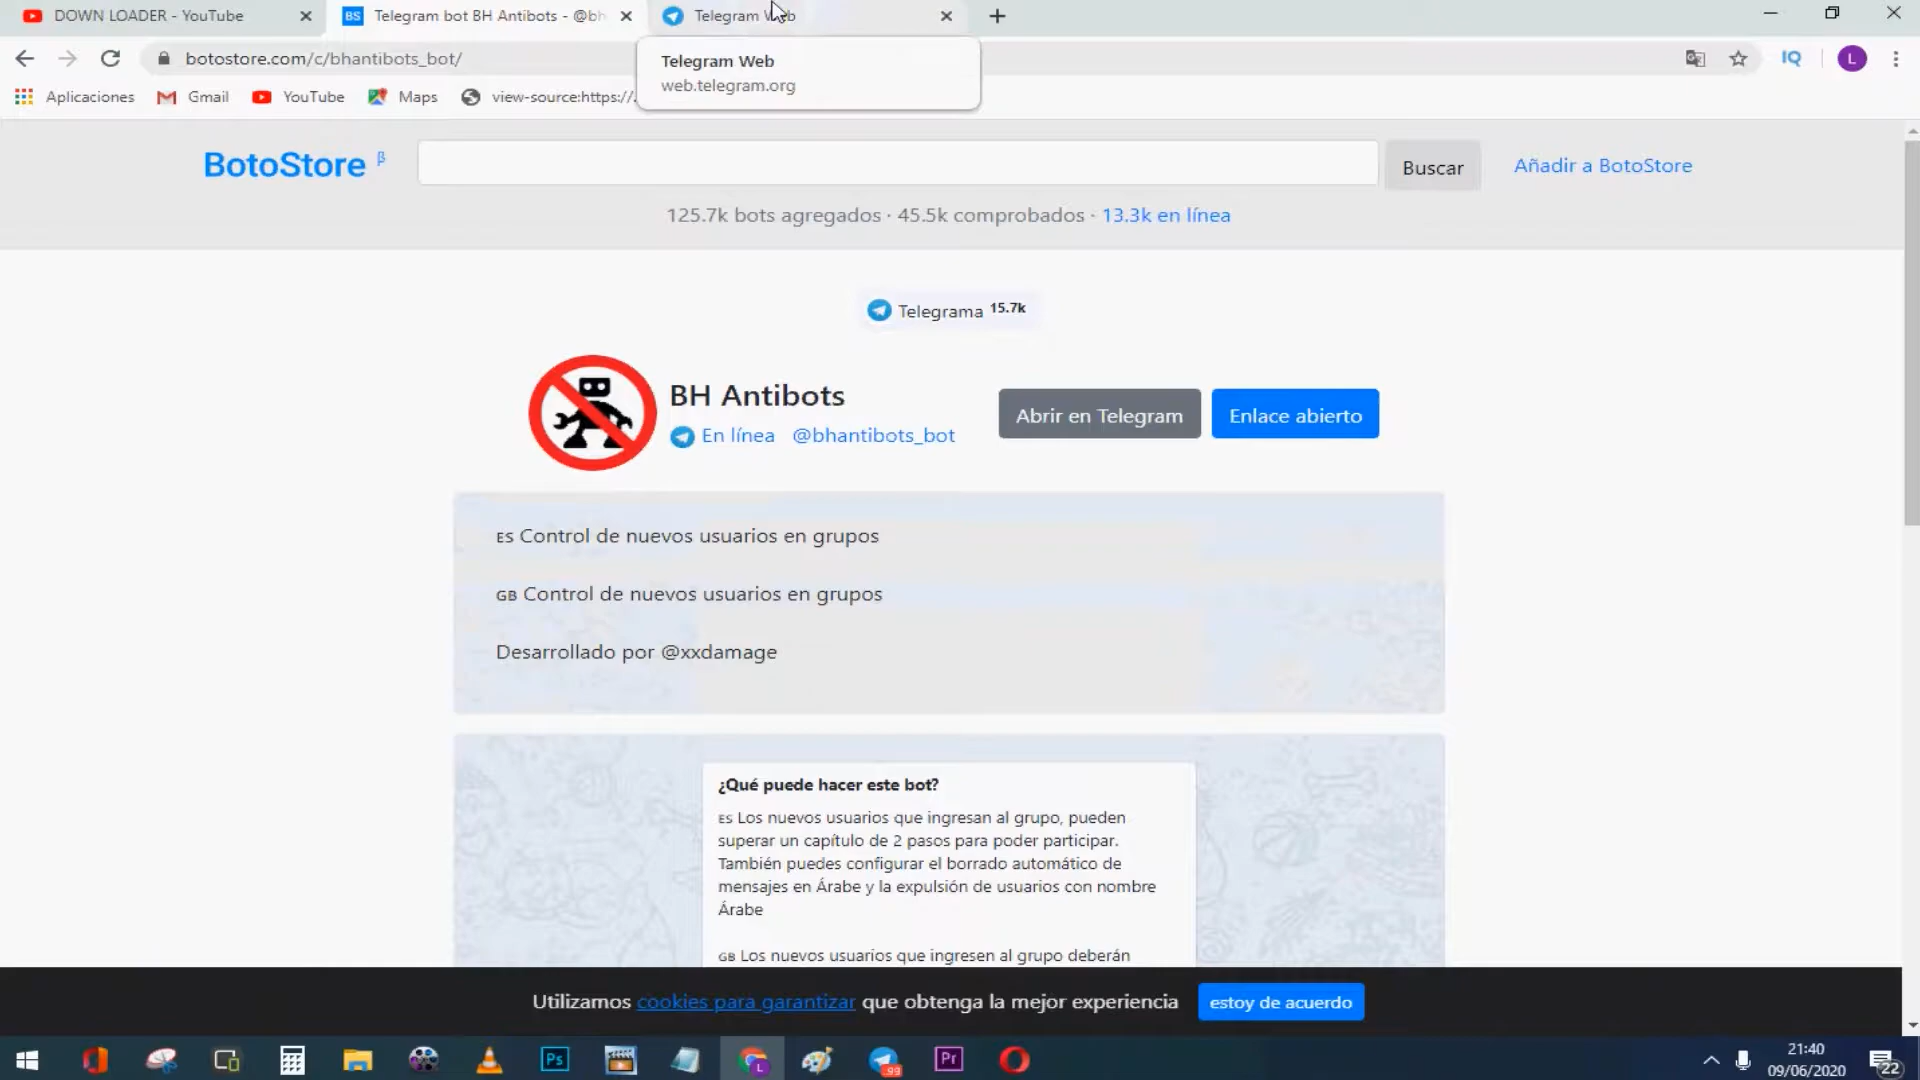 DOWN LOADER - YouTube
BS Telegram bot BH Antibots - @bh
Telegram Web
botostore.com/c/bhantibots_bot/
Telegram Web
web.telegram.org
IQ
L
Aplicaciones
Gmail
YouTube
Maps
view-source:https://.
BotoStore β
Buscar
Añadir a BotoStore
125.7k bots agregados · 45.5k comprobados · 13.3k en línea
Telegrama 15.7k
BH Antibots
En línea @bhantibots_bot
Abrir en Telegram
Enlace abierto
ES Control de nuevos usuarios en grupos
GB Control de nuevos usuarios en grupos
Desarrollado por @xxdamage
¿Qué puede hacer este bot?
ES Los nuevos usuarios que ingresan al grupo, pueden
superar un capítulo de 2 pasos para poder participar.
También puedes configurar el borrado automático de
mensajes en Árabe y la expulsión de usuarios con nombre
Árabe
GB Los nuevos usuarios que ingresen al grupo deberán
Utilizamos cookies para garantizar que obtenga la mejor experiencia
estoy de acuerdo
Ps
L
99
Pr
21:40
09/06/2020
22